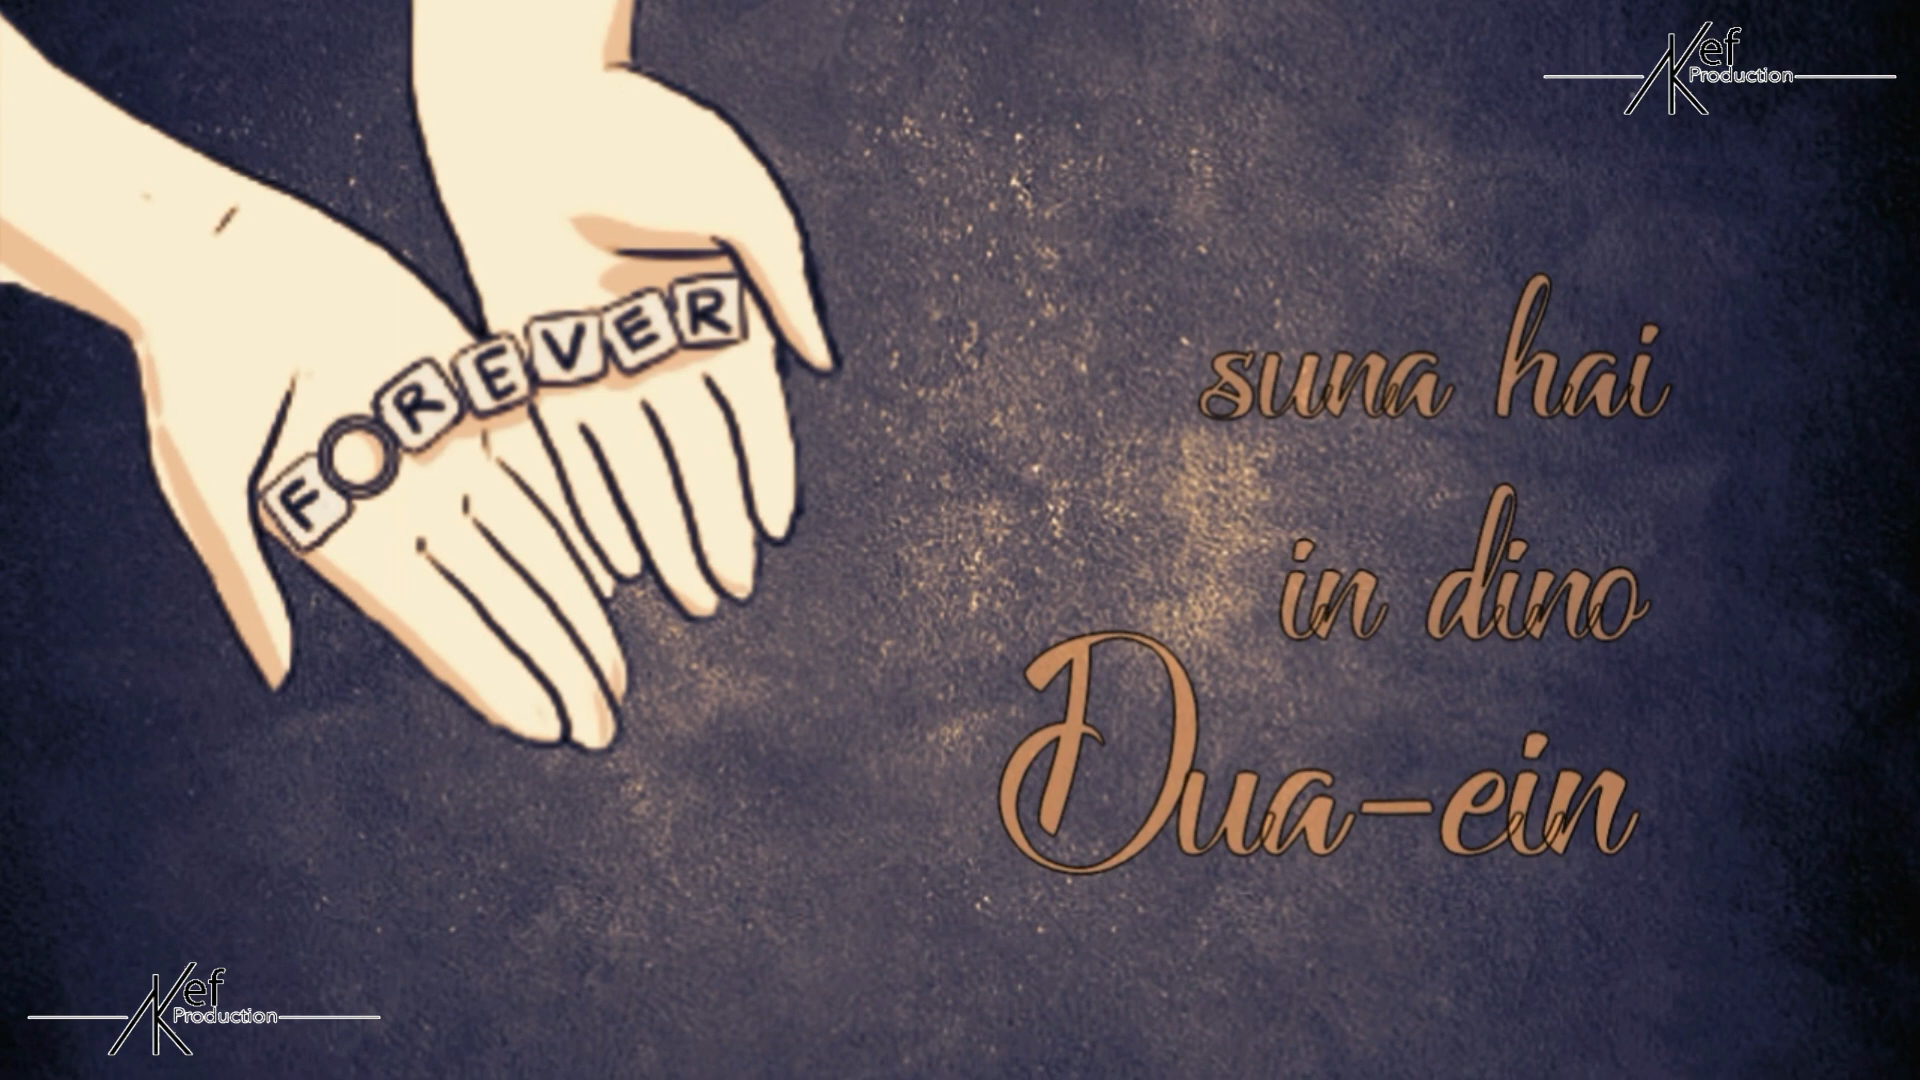 Kef
Production
FOREVER
suna hai
in dino
Dua-ein
Kef
Production